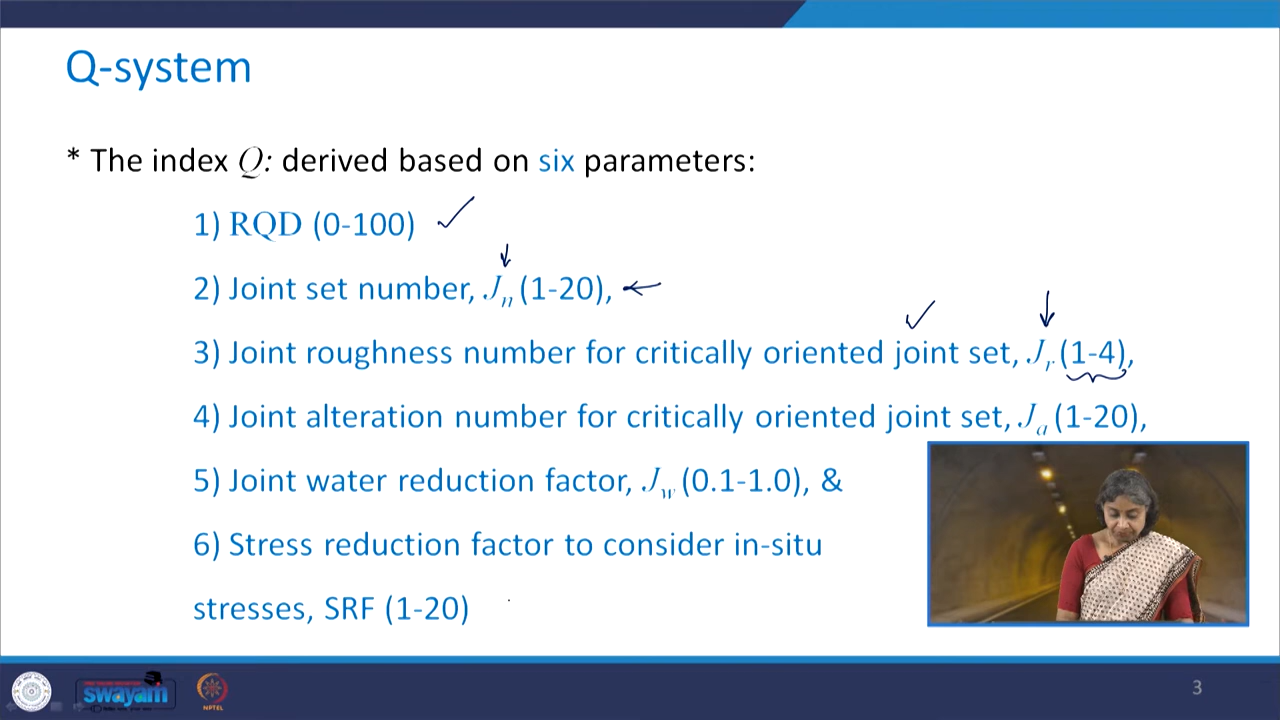 Q-system
* The index Q: derived based on six parameters:
1) RQD (0-100)
2) Joint set number, Jn (1-20),
3) Joint roughness number for critically oriented joint set, Jr (1-4),
4) Joint alteration number for critically oriented joint set, Ja (1-20),
5) Joint water reduction factor, Jw (0.1-1.0), &
6) Stress reduction factor to consider in-situ
stresses, SRF (1-20)
swayam
NPTEL
3